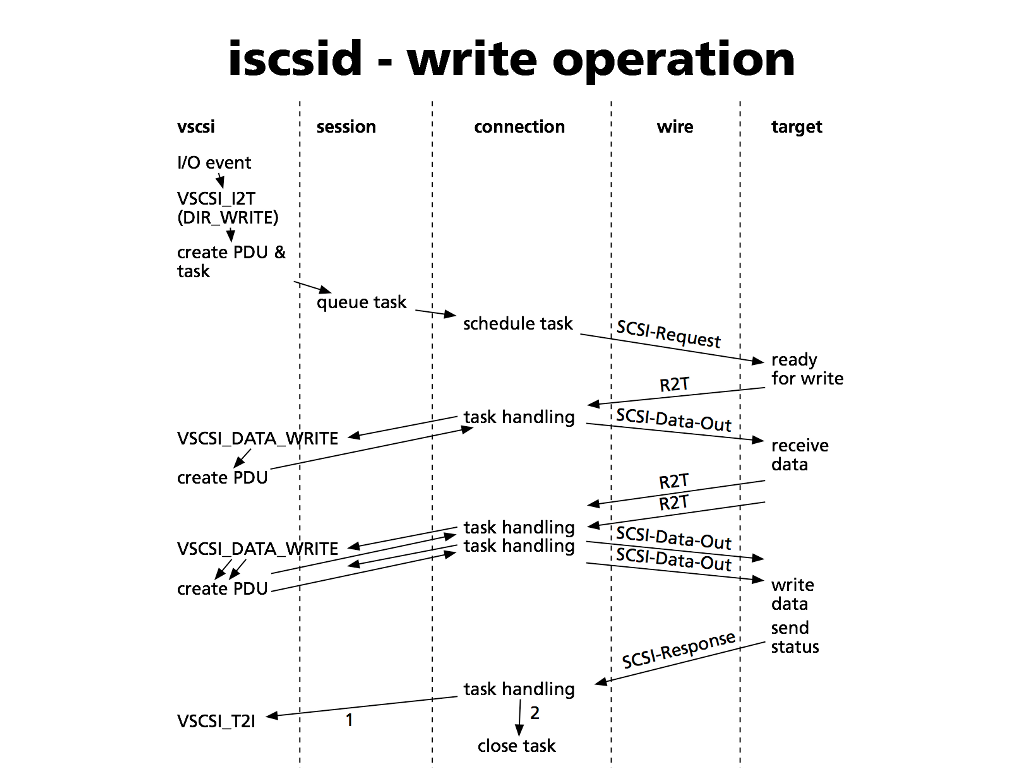 iscsid - write operation
vscsi
session
connection
wire
target
I/O event
VSCSI_I2T
(DIR_WRITE)
create PDU &
task
queue task
schedule task
SCSI-Request
ready
for write
R2T
task handling
SCSI-Data-Out
VSCSI_DATA_WRITE
receive
data
create PDU
R2T
R2T
task handling
SCSI-Data-Out
VSCSI_DATA_WRITE
task handling
SCSI-Data-Out
create PDU
write
data
send
status
SCSI-Response
task handling
VSCSI_T2I
1
2
close task